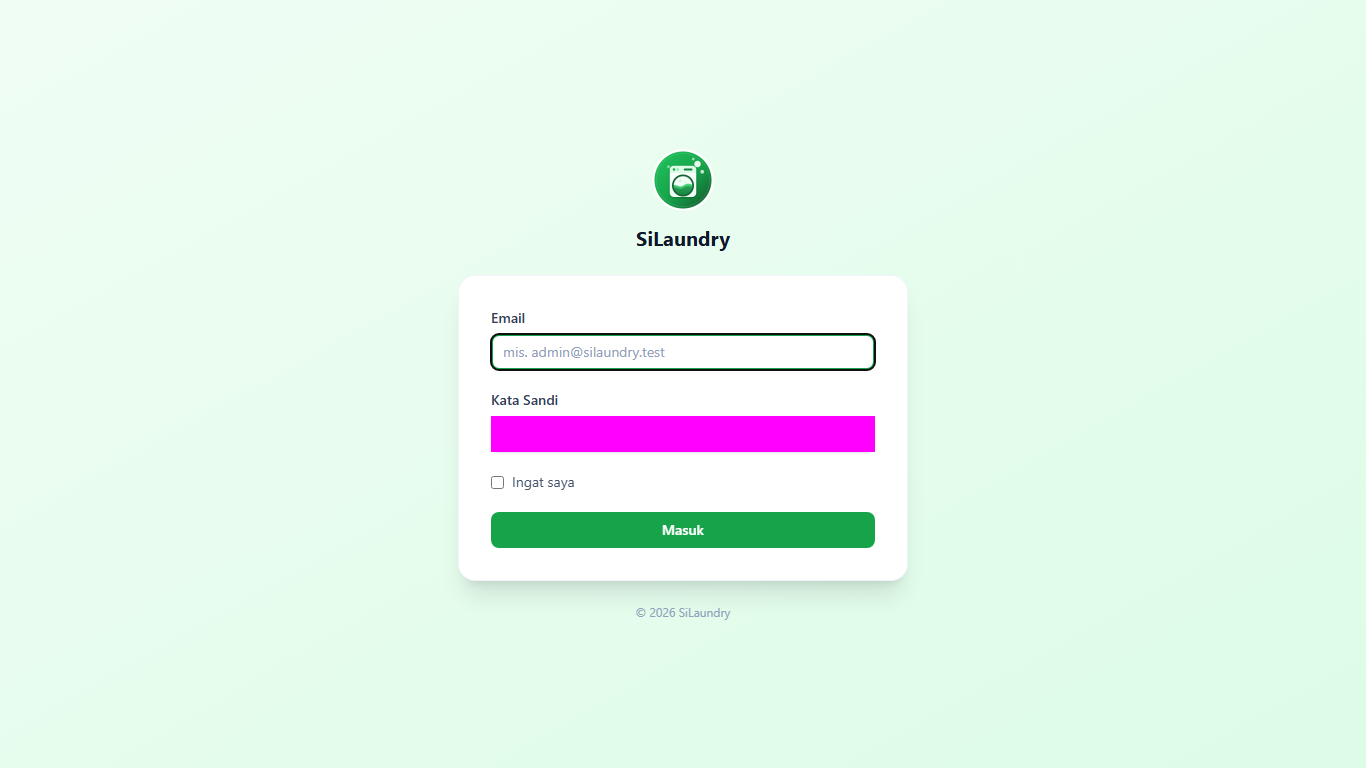 SiLaundry
Email
mis. admin@silaundry.test
Kata Sandi
Ingat saya
Masuk
© 2026 SiLaundry